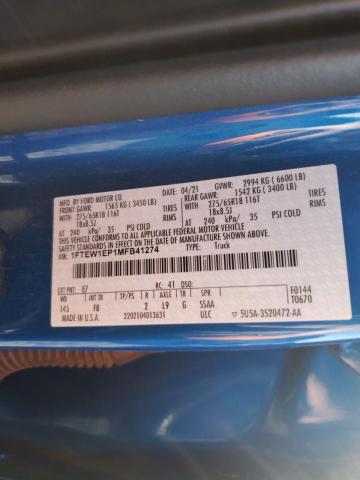 MFD. BY FORD MOTOR CO.
FRONT GAWR: 1565 KG ( 3450 LB)
WITH 275/65R18 116T TIRES
18x8.5J RIMS
AT 240 kPa/ 35 PSI COLD
04/21 GVWR: 2994 KG ( 6600 LB)
1542 KG ( 3400 LB)
275/65R18 116T TIRES
18x8.5J RIMS
AT 240 kPa/ 35 PSI COLD
THIS VEHICLE CONFORMS TO ALL APPLICABLE FEDERAL MOTOR VEHICLE
SAFETY STANDARDS IN EFFECT ON THE DATE OF MANUFACTURE SHOWN ABOVE.
VIN: 1FTEW1EP1MFB41274
TYPE: Truck
EXT PNT: E7 RC: 41 DSO:
WB INT TR TP/PS R AXLE TR SPR
145 FB 2 L9 G SSAA
F0144
T0670
MADE IN U.S.A. 2202104013631 ULC 5U5A-3520472-AA